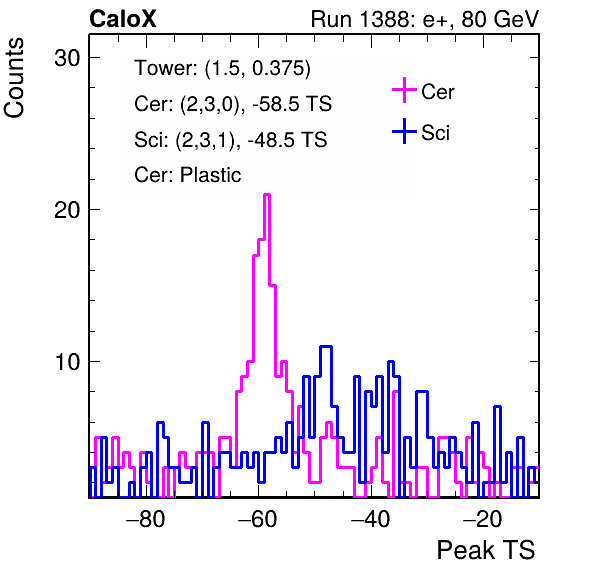 CaloX Run 1388: e+, 80 GeV
Counts
30
20
10
Tower: (1.5, 0.375)
Cer: (2,3,0), -58.5 TS
Sci: (2,3,1), -48.5 TS
Cer: Plastic
Cer
Sci
−80 −60 −40 −20
Peak TS